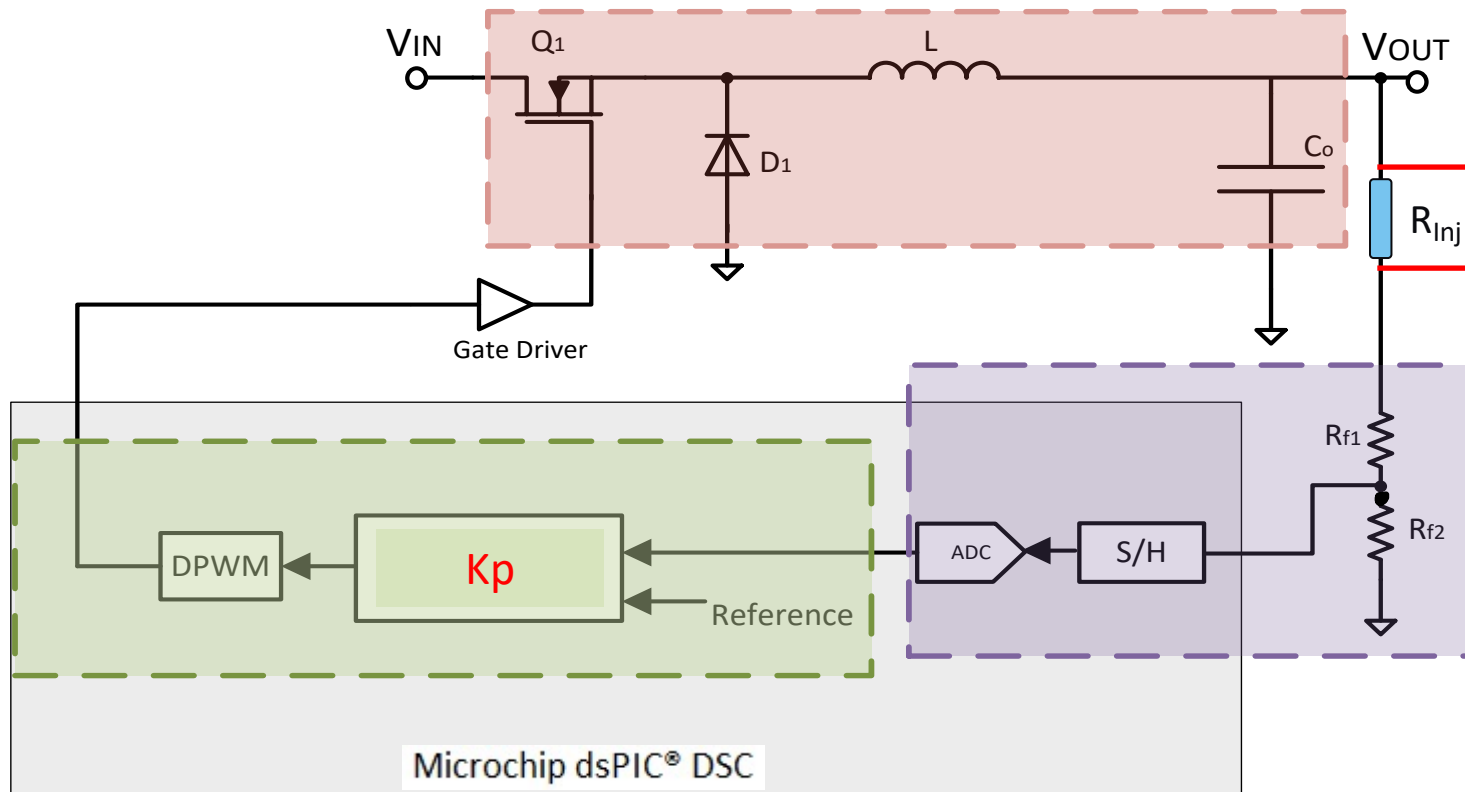 VIN
Q1
L
VOUT
D1
Co
RInj
Gate Driver
Rf1
Rf2
DPWM
Kp
ADC
S/H
Reference
Microchip dsPIC® DSC